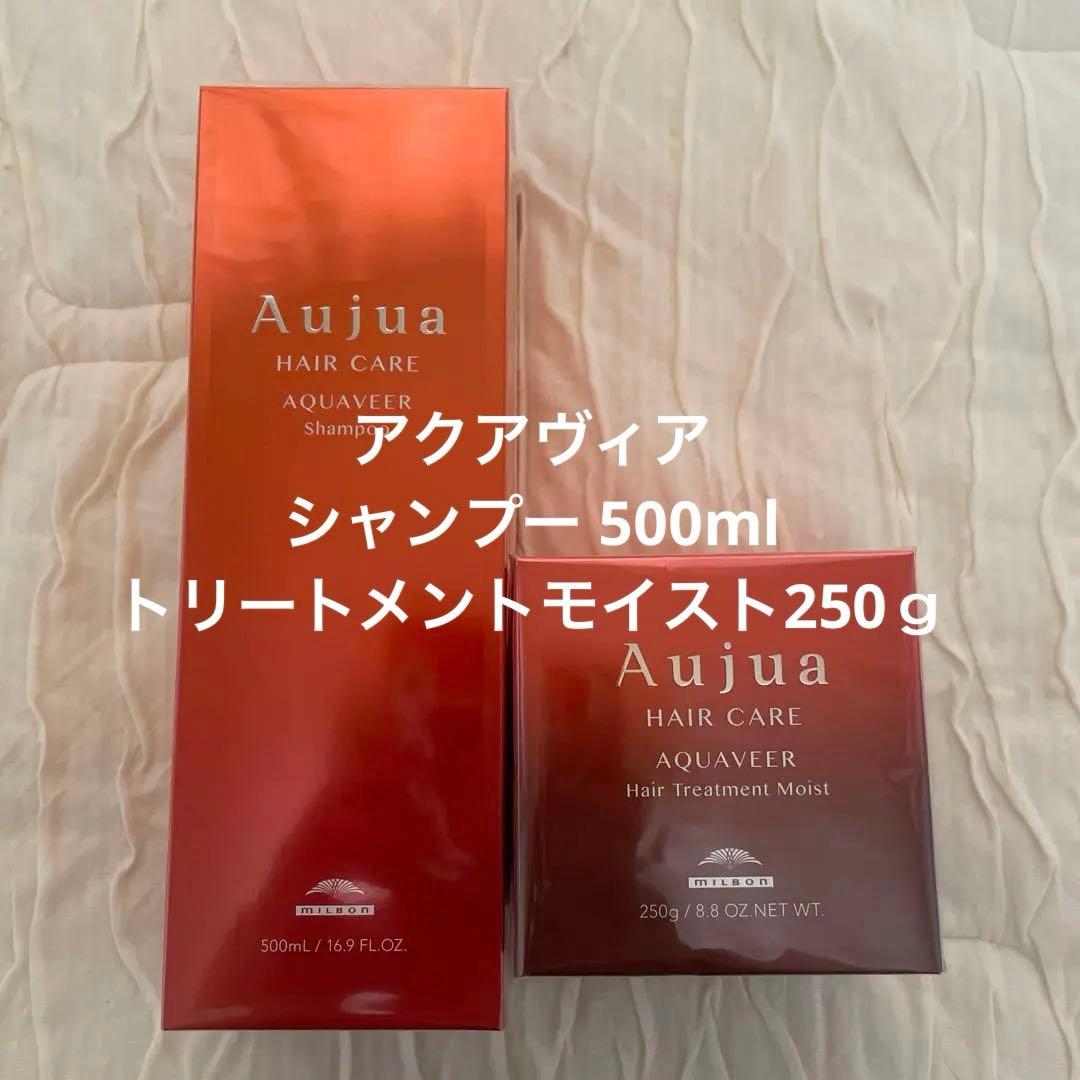 Aujua
HAIR CARE
AQUAVEER
Shampoo
アクアヴィア
シャンプー 500ml
トリートメントモイスト250g
MILBON
500mL / 16.9 FL.OZ.
Aujua
HAIR CARE
AQUAVEER
Hair Treatment Moist
MILBON
250g / 8.8 OZ.NET WT.